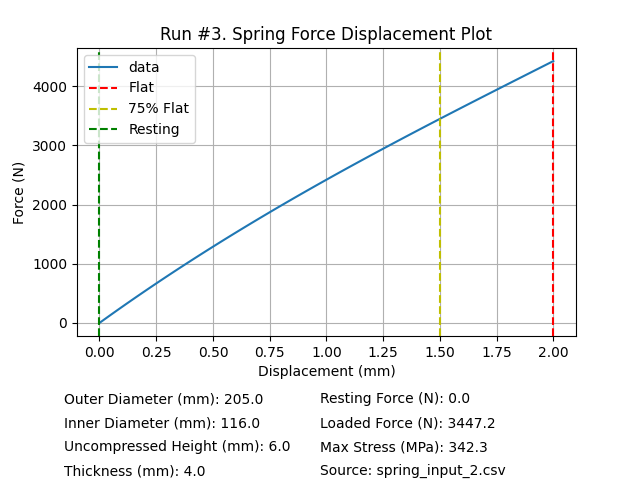 Run #3. Spring Force Displacement Plot
data
Flat
75% Flat
Resting
4000
3000
2000
1000
0
Force (N)
0.00 0.25 0.50 0.75 1.00 1.25 1.50 1.75 2.00
Displacement (mm)
Outer Diameter (mm): 205.0
Inner Diameter (mm): 116.0
Uncompressed Height (mm): 6.0
Thickness (mm): 4.0
Resting Force (N): 0.0
Loaded Force (N): 3447.2
Max Stress (MPa): 342.3
Source: spring_input_2.csv